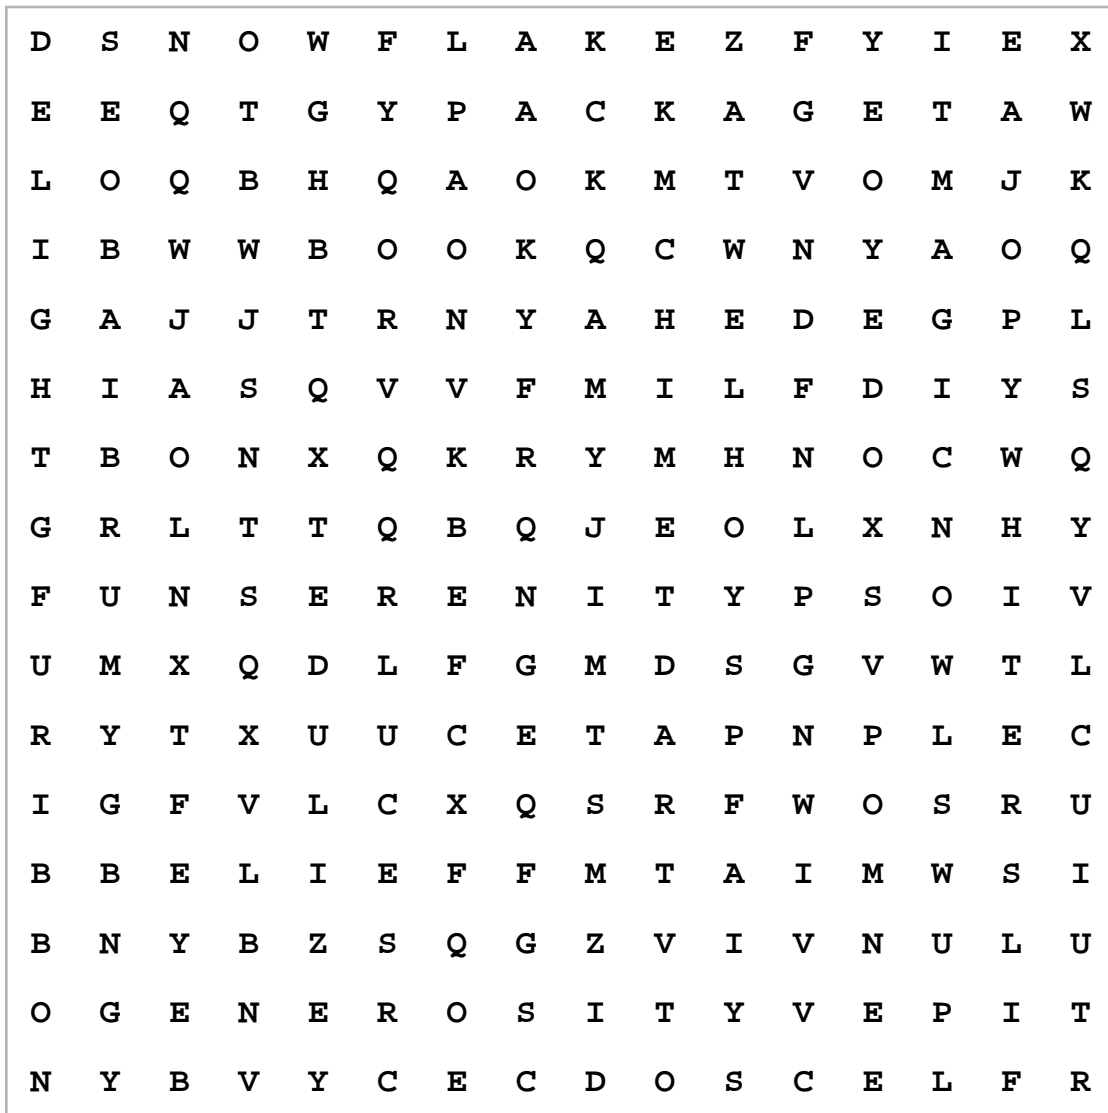 D S N O W F L A K E Z F Y I E X
E E Q T G Y P A C K A G E T A W
L O Q B H Q A O K M T V O M J K
I B W W B O O K Q C W N Y A O Q
G A J J T R N Y A H E D E G P L
H I A S Q V V F M I L F D I Y S
T B O N X Q K R Y M H N O C W Q
G R L T T Q B Q J E O L X N H Y
F U N S E R E N I T Y P S O I V
U M X Q D L F G M D S G V W T L
R Y T X U U C E T A P N P L E C
I G F V L C X Q S R F W O S R U
B B E L I E F F M T A I M W S I
B N Y B Z S Q G Z V I V N U L U
O G E N E R O S I T Y V E P I T
N Y B V Y C E C D O S C E L F R